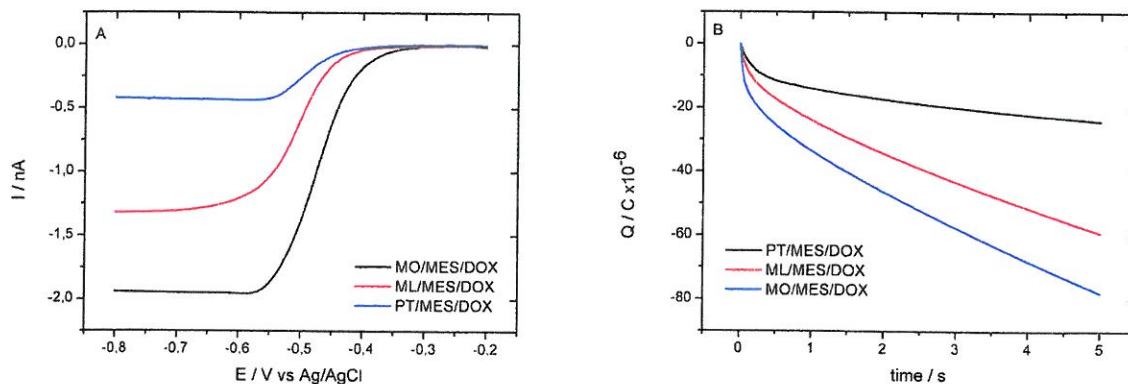 A
0.0
-0.5
-1.0
-1.5
-2.0
I / nA
-0,8 -0,7 -0,6 -0,5 -0,4 -0,3 -0,2
E / V vs Ag/AgCl
MO/MES/DOX
ML/MES/DOX
PT/MES/DOX
B
0
-20
-40
-60
-80
Q / C x10⁻⁶
0 1 2 3 4 5
time / s
PT/MES/DOX
ML/MES/DOX
MO/MES/DOX